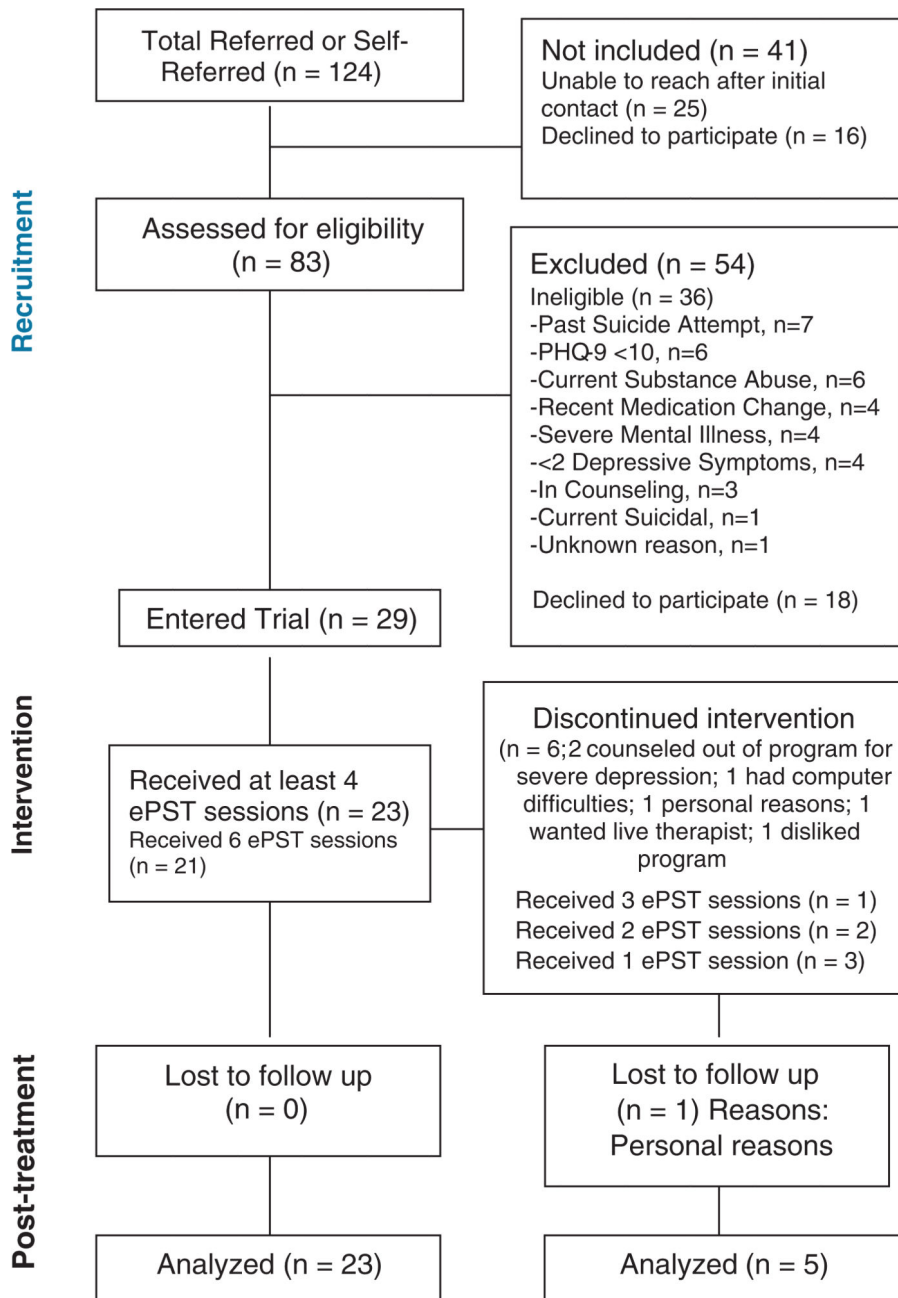 Total Referred or Self-
Referred (n = 124)
Not included (n = 41)
Unable to reach after initial
contact (n = 25)
Declined to participate (n = 16)
Recruitment
Assessed for eligibility
(n = 83)
Excluded (n = 54)
Ineligible (n = 36)
-Past Suicide Attempt, n=7
-PHQ-9 <10, n=6
-Current Substance Abuse, n=6
-Recent Medication Change, n=4
-Severe Mental Illness, n=4
-<2 Depressive Symptoms, n=4
-In Counseling, n=3
-Current Suicidal, n=1
-Unknown reason, n=1
Declined to participate (n = 18)
Entered Trial (n = 29)
Intervention
Received at least 4
ePST sessions (n = 23)
Received 6 ePST sessions
(n = 21)
Discontinued intervention
(n = 6;2 counseled out of program for
severe depression; 1 had computer
difficulties; 1 personal reasons; 1
wanted live therapist; 1 disliked
program
Received 3 ePST sessions (n = 1)
Received 2 ePST sessions (n = 2)
Received 1 ePST session (n = 3)
Post-treatment
Lost to follow up
(n = 0)
Lost to follow up
(n = 1) Reasons:
Personal reasons
Analyzed (n = 23)
Analyzed (n = 5)